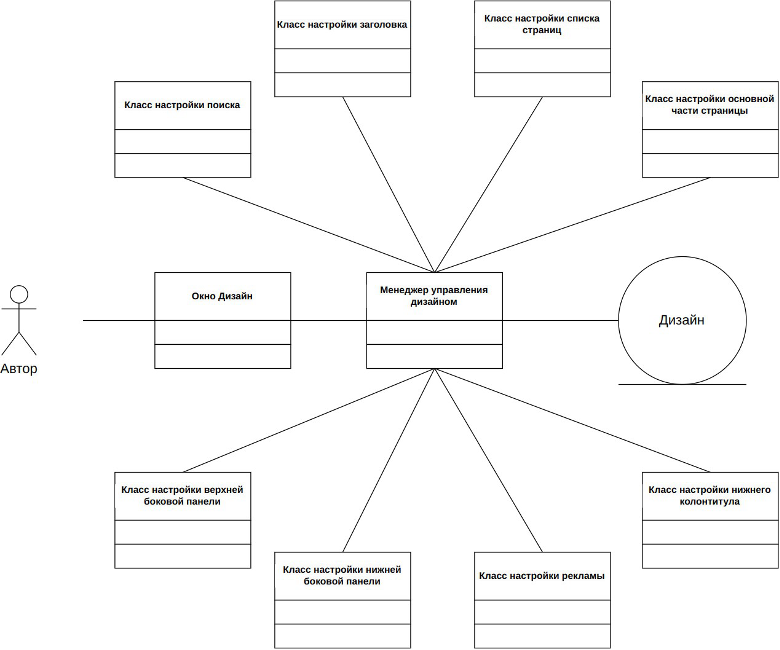 Класс настройки заголовка
Класс настройки списка
страниц
Класс настройки поиска
Класс настройки основной
части страницы
Окно Дизайн
Менеджер управления
дизайном
Дизайн
Автор
Класс настройки верхней
боковой панели
Класс настройки нижнего
колонтитула
Класс настройки нижней
боковой панели
Класс настройки рекламы